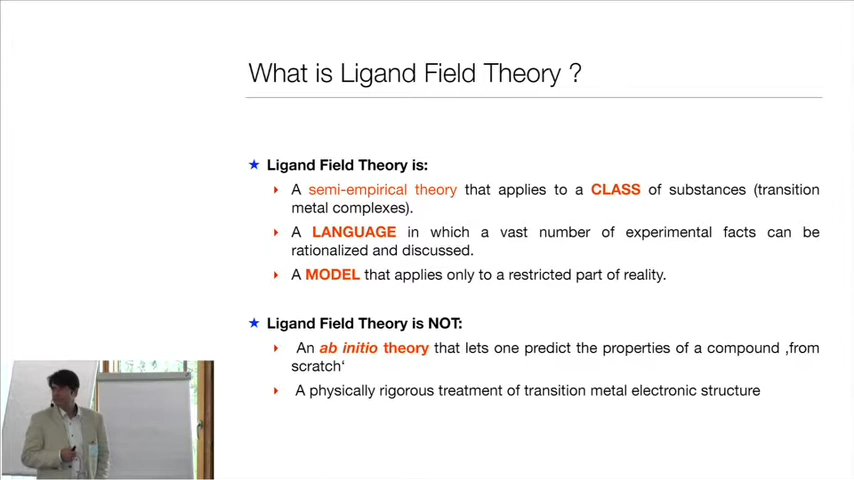 What is Ligand Field Theory ?
★ Ligand Field Theory is:
‣ A semi-empirical theory that applies to a CLASS of substances (transition
metal complexes).
‣ A LANGUAGE in which a vast number of experimental facts can be
rationalized and discussed.
‣ A MODEL that applies only to a restricted part of reality.
★ Ligand Field Theory is NOT:
‣ An ab initio theory that lets one predict the properties of a compound ‚from
scratch‘
‣ A physically rigorous treatment of transition metal electronic structure